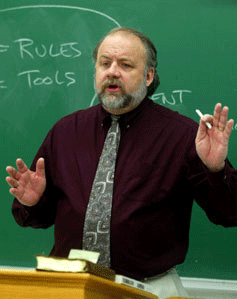 = RULES
= TOOLS